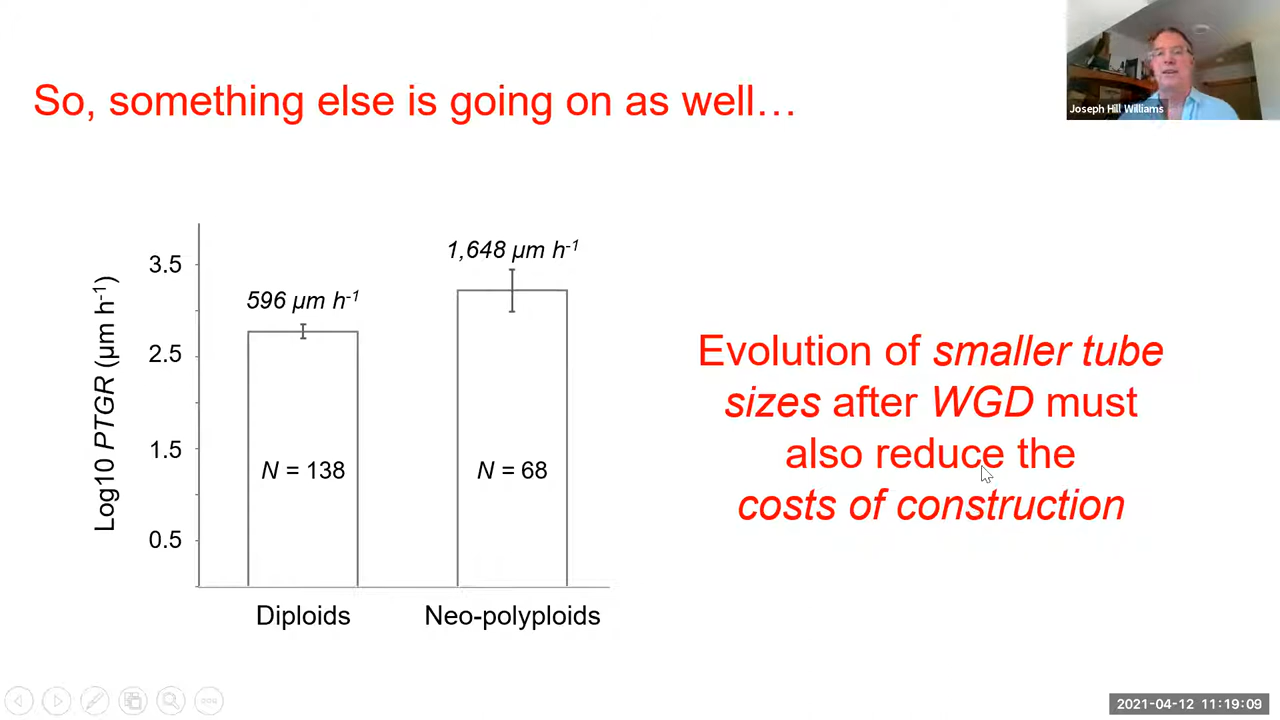 So, something else is going on as well…
Joseph Hill Williams
1,648 µm h-1
596 µm h-1
3.5
2.5
1.5
0.5
Log10 PTGR (µm h-1)
N = 138
N = 68
Diploids
Neo-polyploids
Evolution of smaller tube
sizes after WGD must
also reduce the
costs of construction
2021-04-12 11:19:09